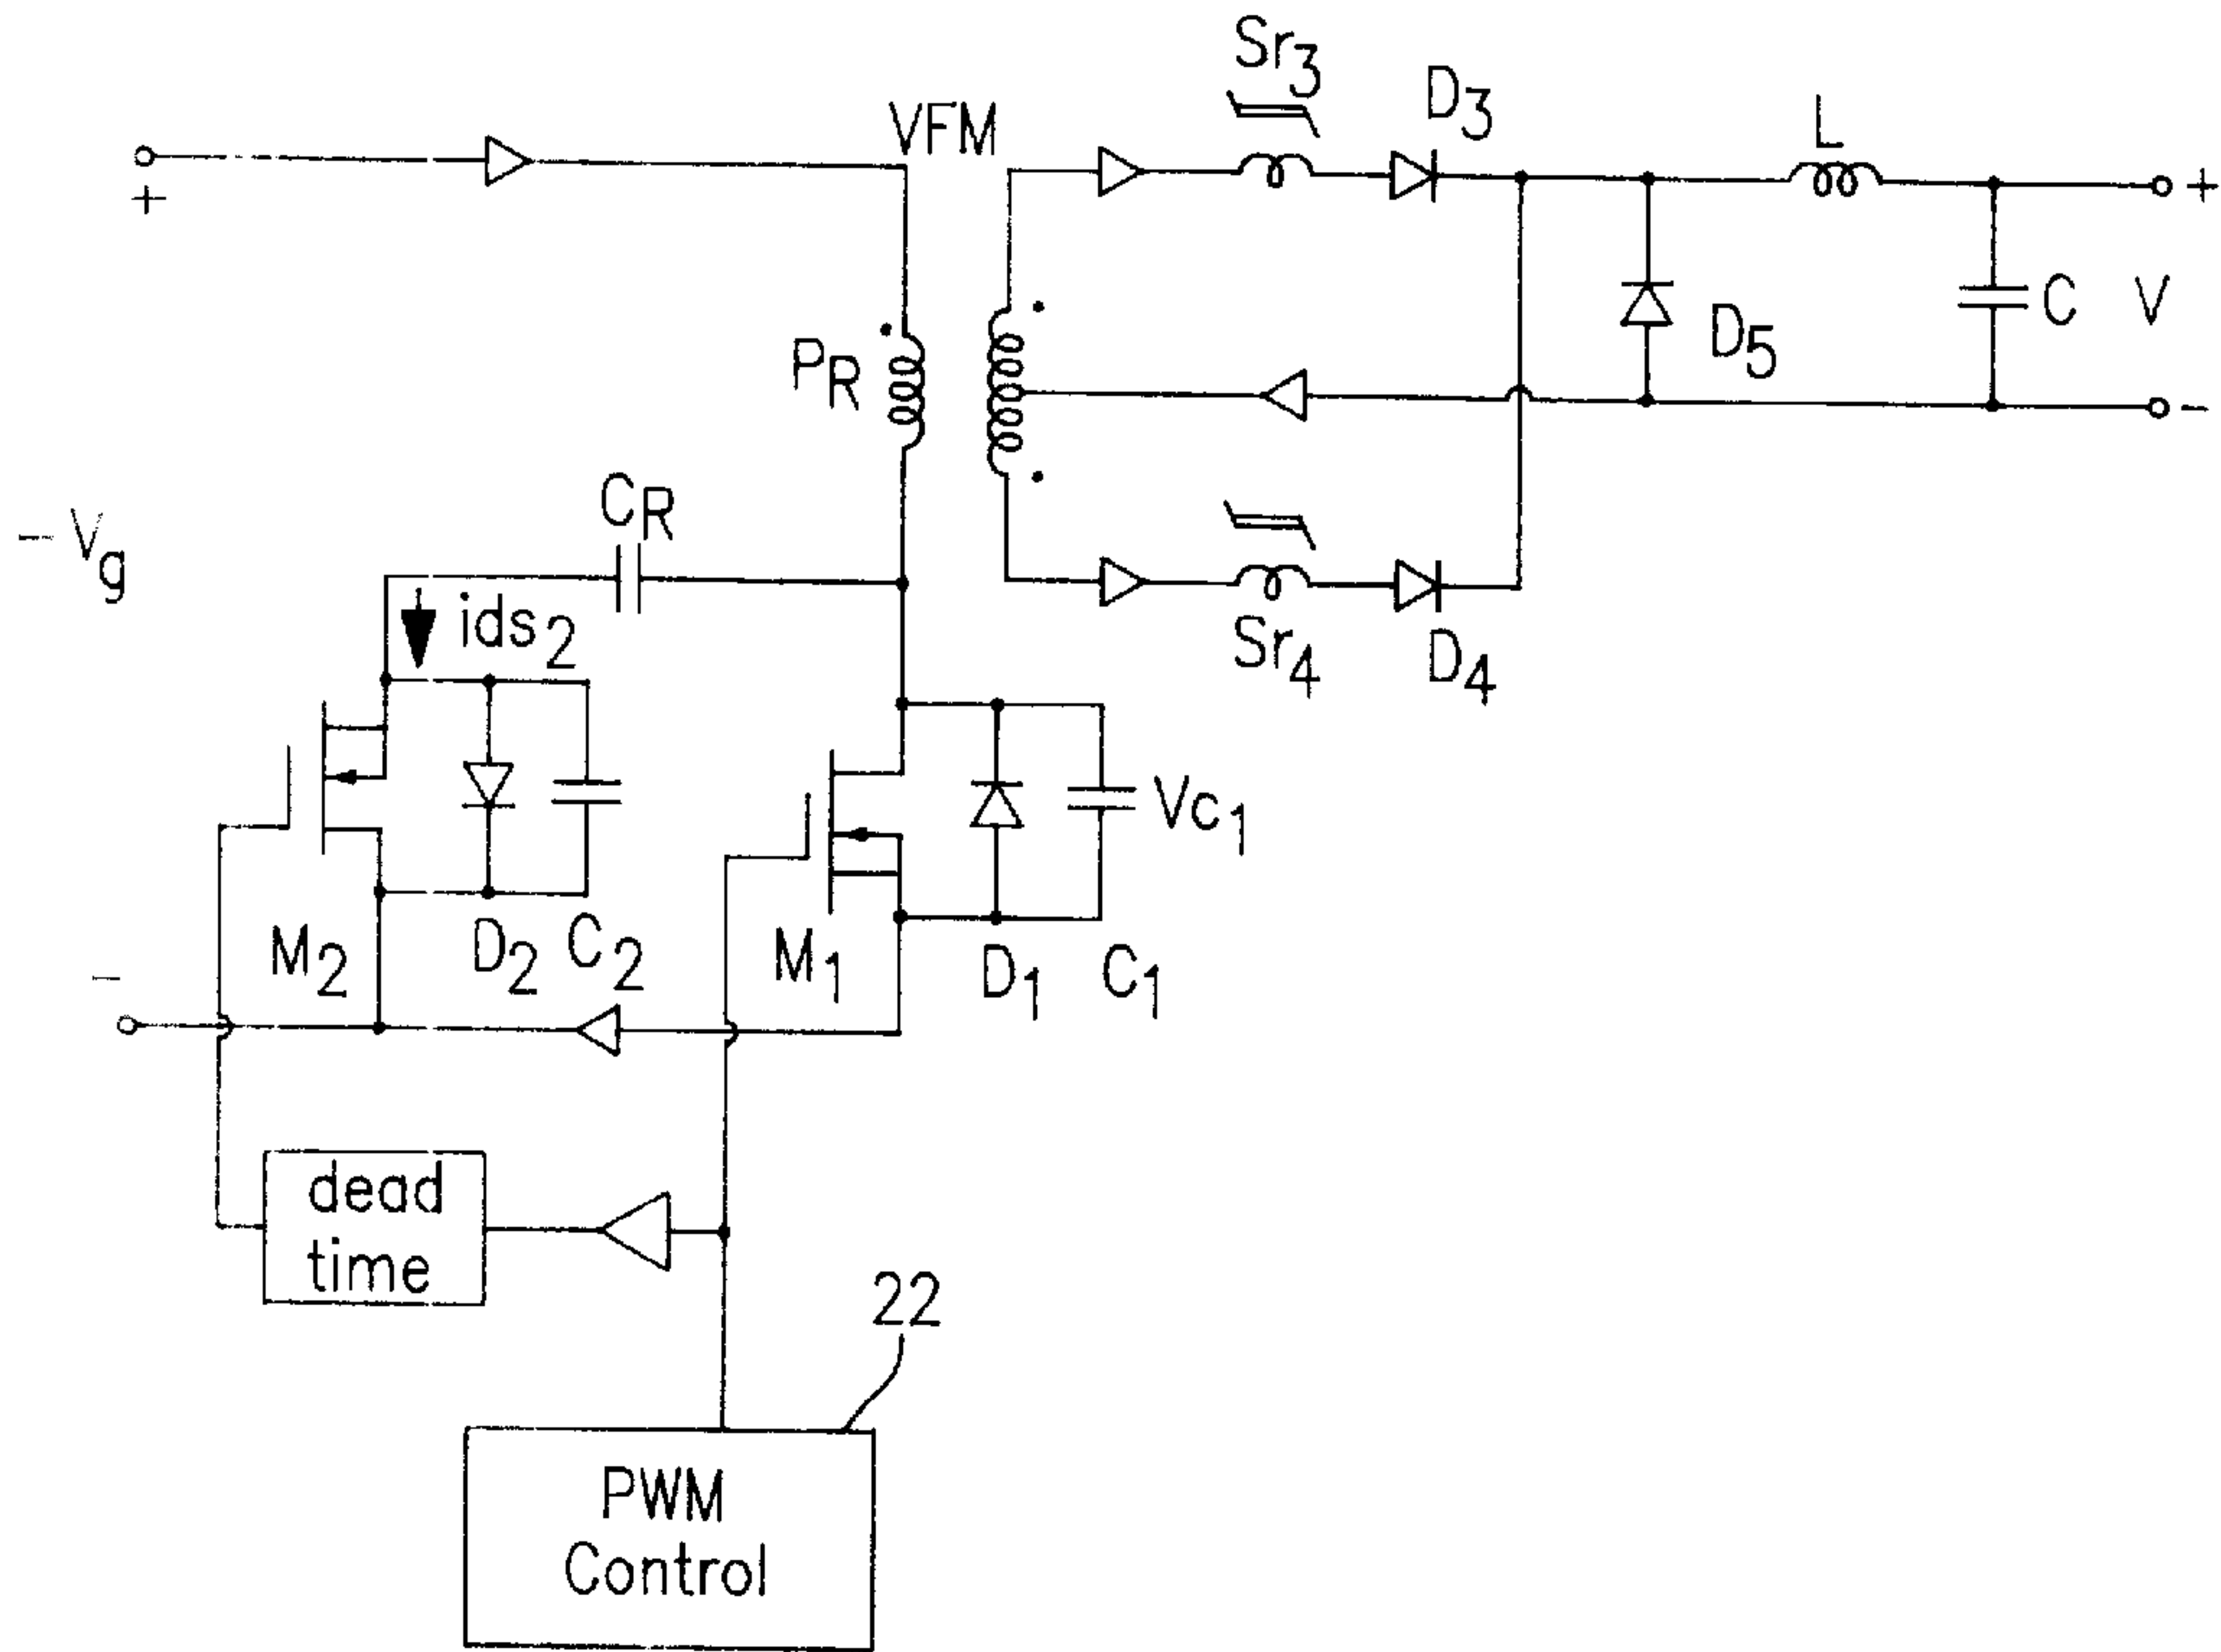 Sr3
D3
L
VFM
+
+
PR
D5
C
V
-
CR
- Vg
ids2
Sr4
D4
Vc1
M2
D2
C2
M1
D1
C1
-
dead
time
22
PWM
Control